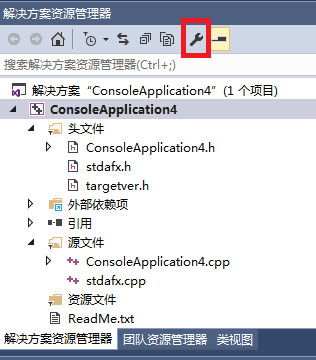 解决方案资源管理器
搜索解决方案资源管理器(Ctrl+;)
解决方案“ConsoleApplication4”(1 个项目)
ConsoleApplication4
头文件
ConsoleApplication4.h
stdafx.h
targetver.h
外部依赖项
引用
源文件
ConsoleApplication4.cpp
stdafx.cpp
资源文件
ReadMe.txt
解决方案资源管理器 团队资源管理器 类视图